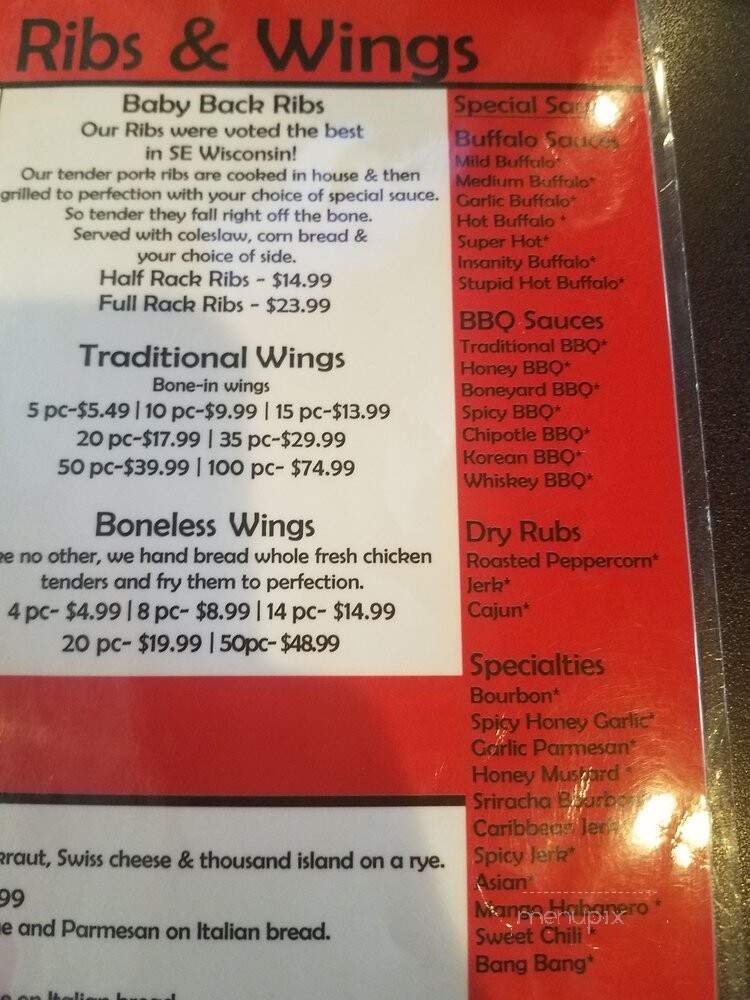 Ribs & Wings
Baby Back Ribs
Our Ribs were voted the best
in SE Wisconsin!
Our tender pork ribs are cooked in house & then
grilled to perfection with your choice of special sauce.
So tender they fall right off the bone.
Served with coleslaw, corn bread &
your choice of side.
Half Rack Ribs - $14.99
Full Rack Ribs - $23.99
Traditional Wings
Bone-in wings
5 pc-$5.49 | 10 pc-$9.99 | 15 pc-$13.99
20 pc-$17.99 | 35 pc-$29.99
50 pc-$39.99 | 100 pc- $74.99
Boneless Wings
no other, we hand bread whole fresh chicken
tenders and fry them to perfection.
4 pc- $4.99 | 8 pc- $8.99 | 14 pc- $14.99
20 pc- $19.99 | 50pc- $48.99
kraut, Swiss cheese & thousand island on a rye.
99
and Parmesan on Italian bread.
on Italian bread
Special
Buffalo Sauces
Mild Buffalo*
Medium Buffalo*
Garlic Buffalo*
Hot Buffalo *
Super Hot*
Insanity Buffalo*
Stupid Hot Buffalo*
BBQ Sauces
Traditional BBQ*
Honey BBQ*
Boneyard BBQ*
Spicy BBQ*
Chipotle BBQ*
Korean BBQ*
Whiskey BBQ*
Dry Rubs
Roasted Peppercorn*
Jerk*
Cajun*
Specialties
Bourbon*
Spicy Honey Garlic*
Garlic Parmesan*
Honey Mustard *
Sriracha Bourbon
Caribbean Jerk
Spicy Jerk*
Asian*
Mango Habanero *
menupix
Sweet Chili *
Bang Bang*